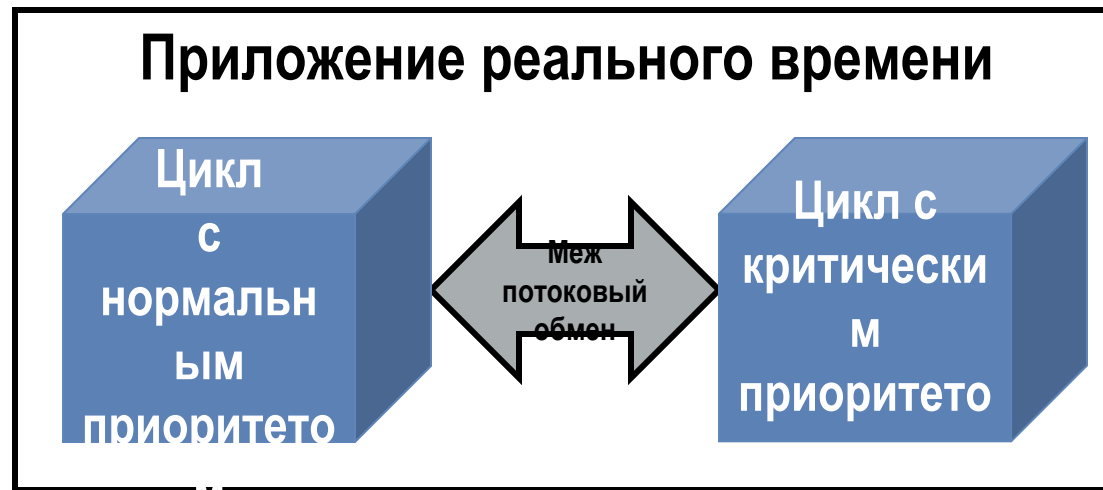 Приложение реального времени
Цикл
с
нормальн
ым
приоритето
м
Меж
потоковый
обмен
Цикл с
критически
м
приоритето